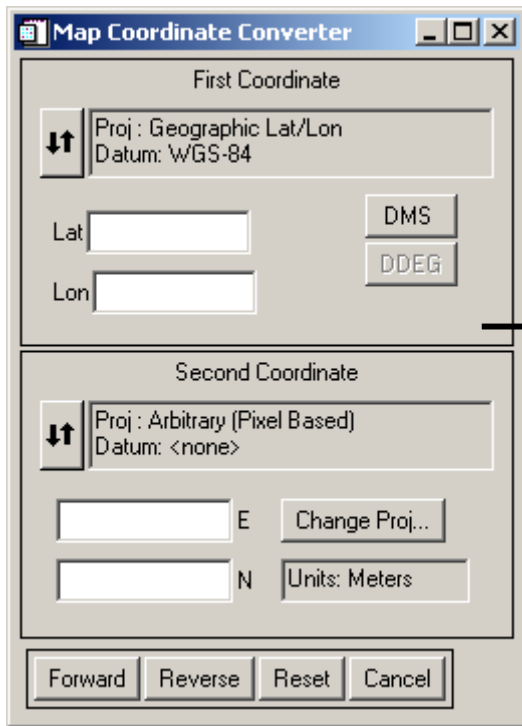 Map Coordinate Converter
First Coordinate
Proj : Geographic Lat/Lon
Datum: WGS-84
Lat
DMS
DDEG
Lon
Second Coordinate
Proj : Arbitrary (Pixel Based)
Datum: <none>
E
Change Proj...
N
Units: Meters
Forward Reverse Reset Cancel